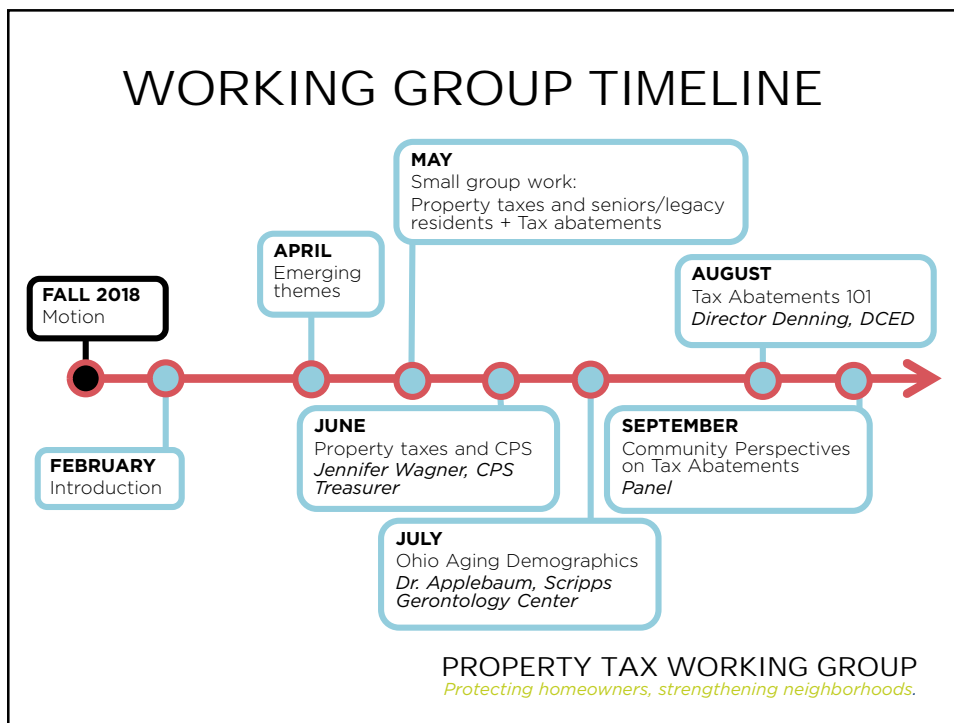 WORKING GROUP TIMELINE
FALL 2018
Motion
FEBRUARY
Introduction
APRIL
Emerging
themes
MAY
Small group work:
Property taxes and seniors/legacy
residents + Tax abatements
JUNE
Property taxes and CPS
Jennifer Wagner, CPS
Treasurer
JULY
Ohio Aging Demographics
Dr. Applebaum, Scripps
Gerontology Center
AUGUST
Tax Abatements 101
Director Denning, DCED
SEPTEMBER
Community Perspectives
on Tax Abatements
Panel
PROPERTY TAX WORKING GROUP
Protecting homeowners, strengthening neighborhoods.